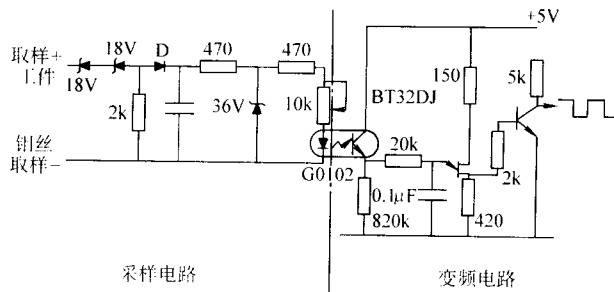 +5V
18V D 470 470
取样+
工件
18V
150
5k
BT32DJ
2k
36V
10k
钼丝
取样-
20k
G0102
2k
0.1μF
820k
420
采样电路
变频电路